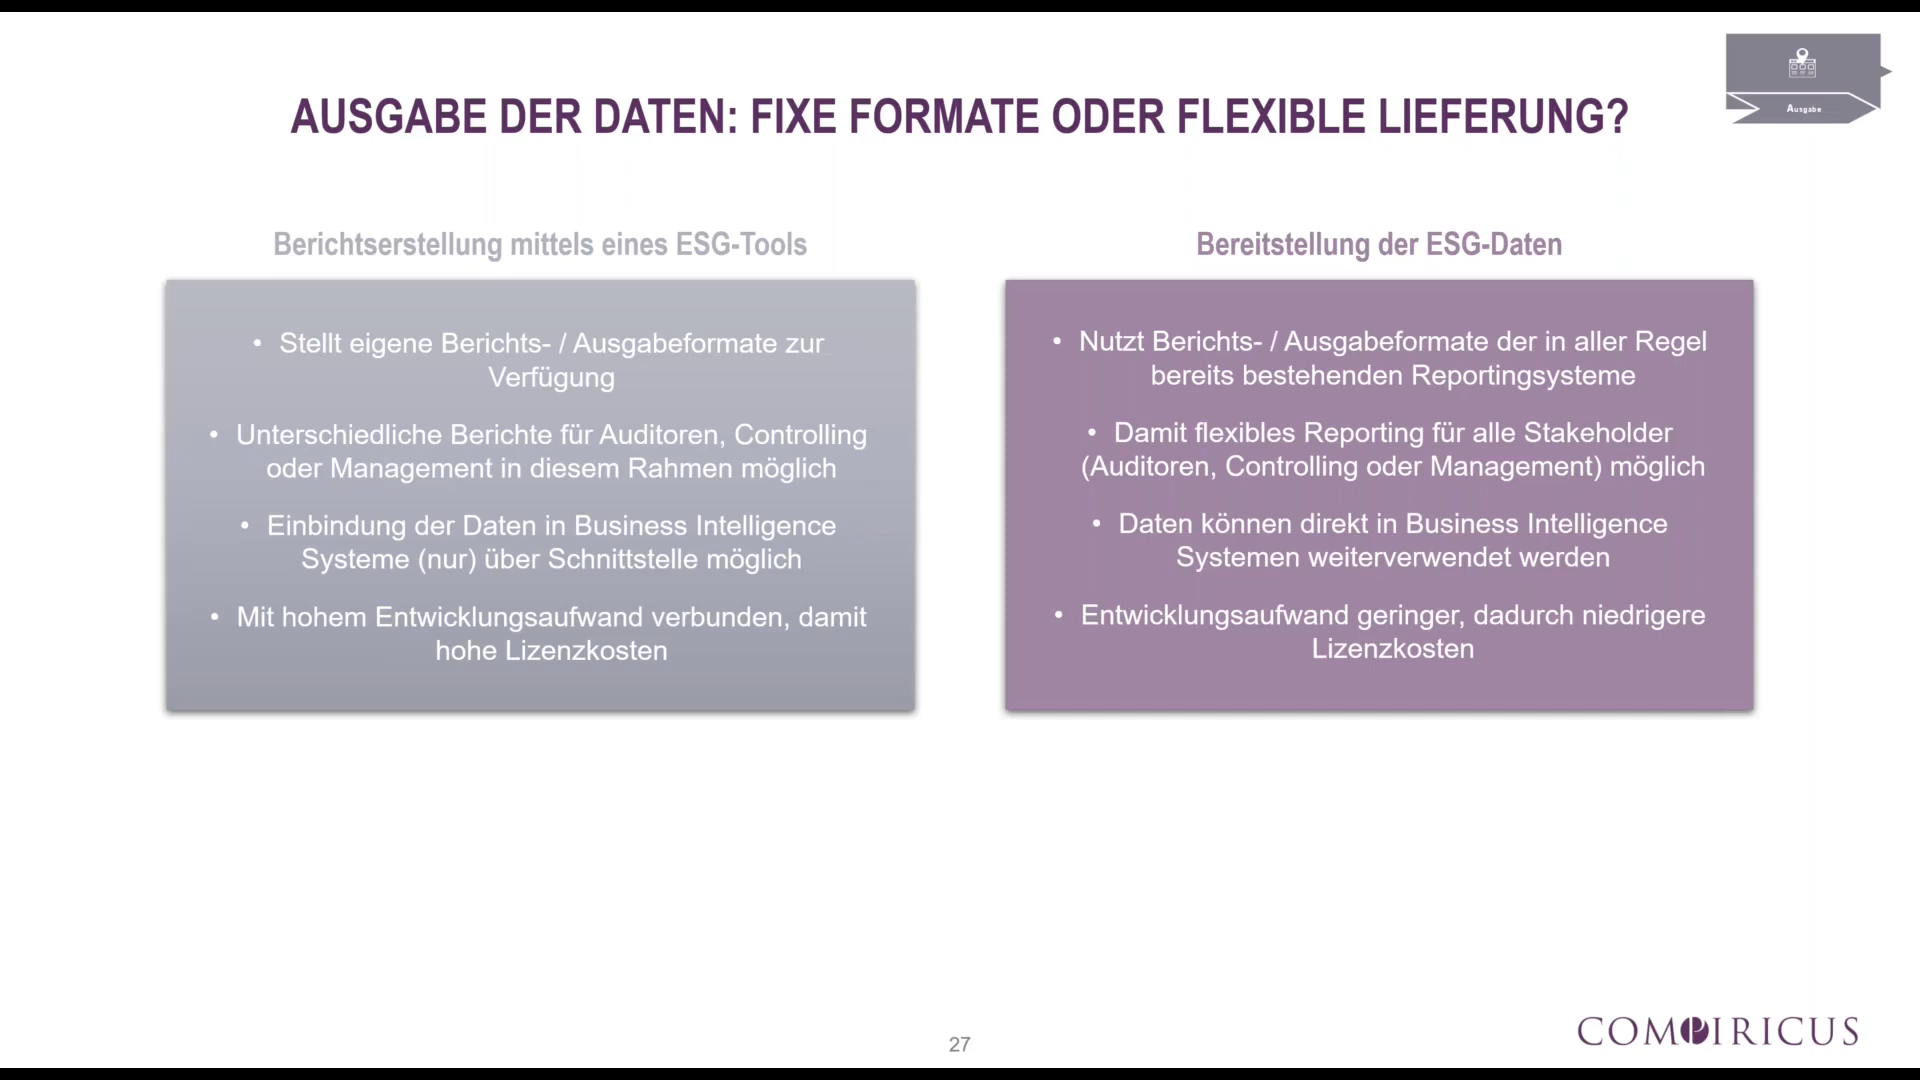 Ausgabe
AUSGABE DER DATEN: FIXE FORMATE ODER FLEXIBLE LIEFERUNG?
Berichtserstellung mittels eines ESG-Tools
• Stellt eigene Berichts- / Ausgabeformate zur
Verfügung
• Unterschiedliche Berichte für Auditoren, Controlling
oder Management in diesem Rahmen möglich
• Einbindung der Daten in Business Intelligence
Systeme (nur) über Schnittstelle möglich
• Mit hohem Entwicklungsaufwand verbunden, damit
hohe Lizenzkosten
Bereitstellung der ESG-Daten
• Nutzt Berichts- / Ausgabeformate der in aller Regel
bereits bestehenden Reportingsysteme
• Damit flexibles Reporting für alle Stakeholder
(Auditoren, Controlling oder Management) möglich
• Daten können direkt in Business Intelligence
Systemen weiterverwendet werden
• Entwicklungsaufwand geringer, dadurch niedrigere
Lizenzkosten
27
COMPIRICUS